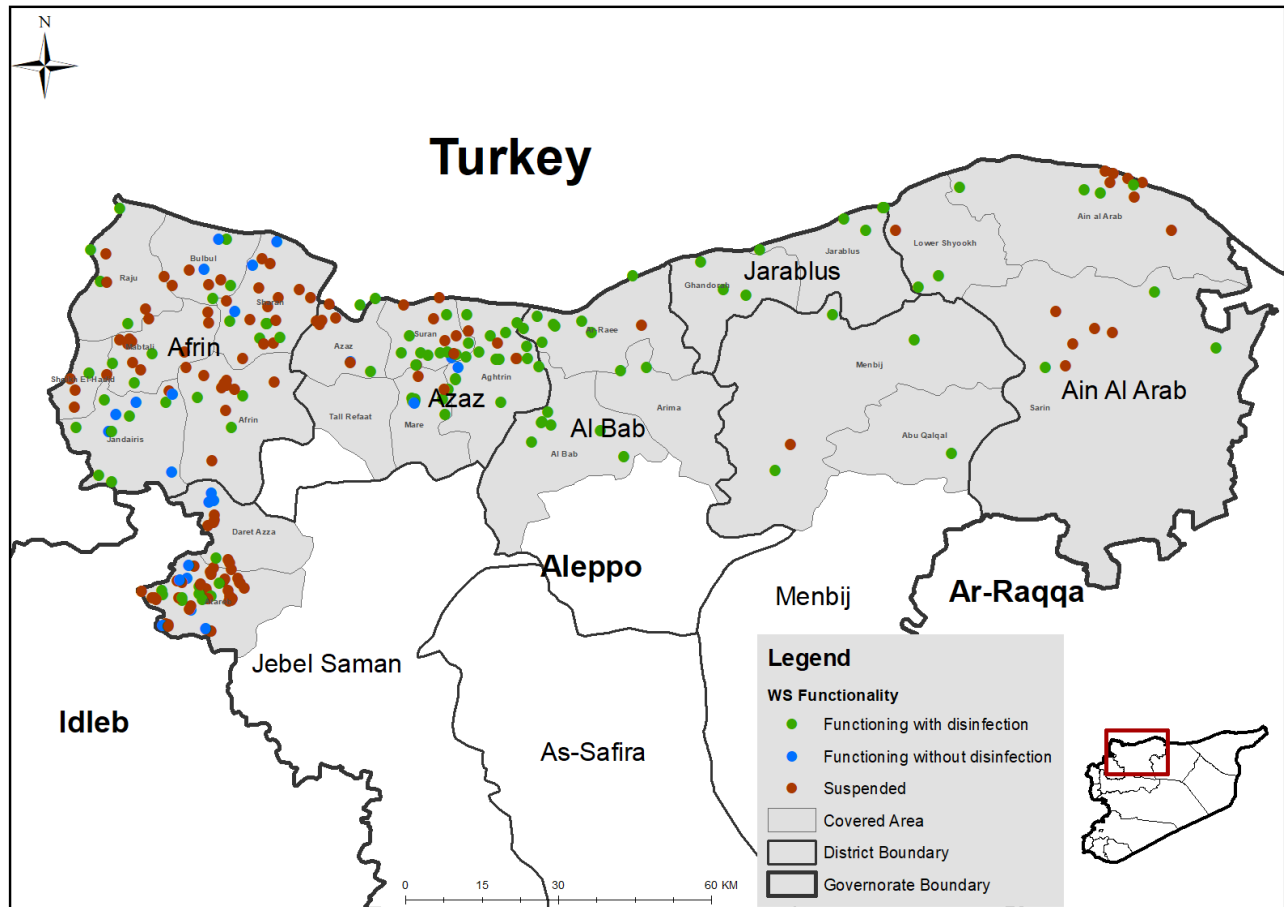 N
Turkey
Bulbul
Raju
Sharan
Afrin
Sheikh El-Hadid
Jandairis
Afrin
Azaz
Suran
Aghtrin
Azaz
Tall Refaat
Mare
Ar-Raee
Arima
Al Bab
Al Bab
Ghandorah
Jarablus
Jarablus
Lower Shyookh
Ain al Arab
Menbij
Abu Qalqal
Sarin
Ain Al Arab
Daret Azza
Aleppo
Menbij
Ar-Raqqa
Jebel Saman
Idleb
As-Safira
Legend
WS Functionality
Functioning with disinfection
Functioning without disinfection
Suspended
Covered Area
District Boundary
Governorate Boundary
0 15 30 60 KM